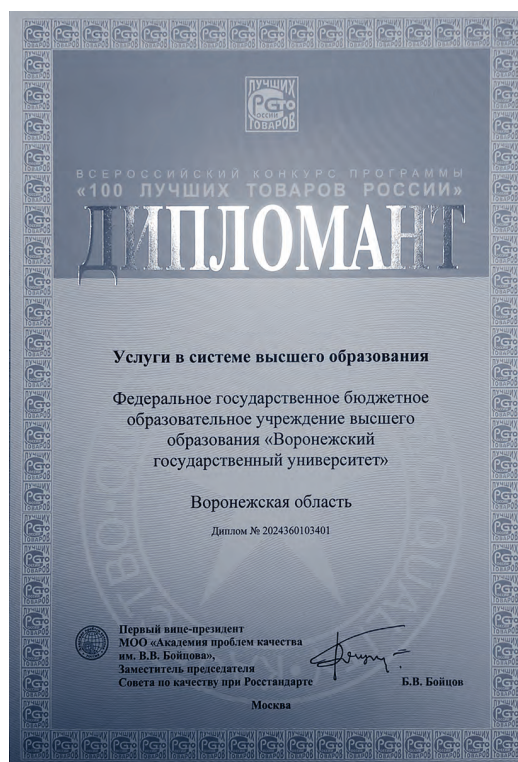 ЛУЧШИХ
РОССИИ
ТОВАРОВ
ВСЕРОССИЙСКИЙ КОНКУРС ПРОГРАММЫ
«100 ЛУЧШИХ ТОВАРОВ РОССИИ»
ДИПЛОМАНТ
Услуги в системе высшего образования
Федеральное государственное бюджетное
образовательное учреждение высшего
образования «Воронежский
государственный университет»
Воронежская область
Диплом № 2024360103401
Первый вице-президент
МОО «Академия проблем качества
им. В.В. Бойцова»,
Заместитель председателя
Совета по качеству при Росстандарте
Б.В. Бойцов
Москва